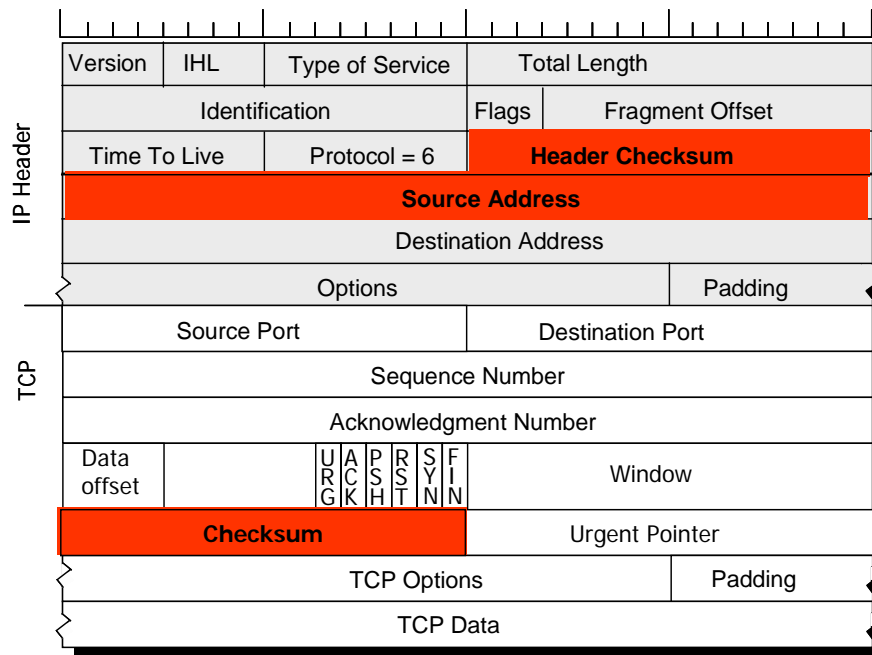 Version IHL Type of Service Total Length
Identification Flags Fragment Offset
Time To Live Protocol = 6 Header Checksum
Source Address
Destination Address
Options Padding
IP Header
Source Port Destination Port
Sequence Number
Acknowledgment Number
Data offset URG ACK PSH RST SYN FIN Window
Checksum Urgent Pointer
TCP Options Padding
TCP Data
TCP